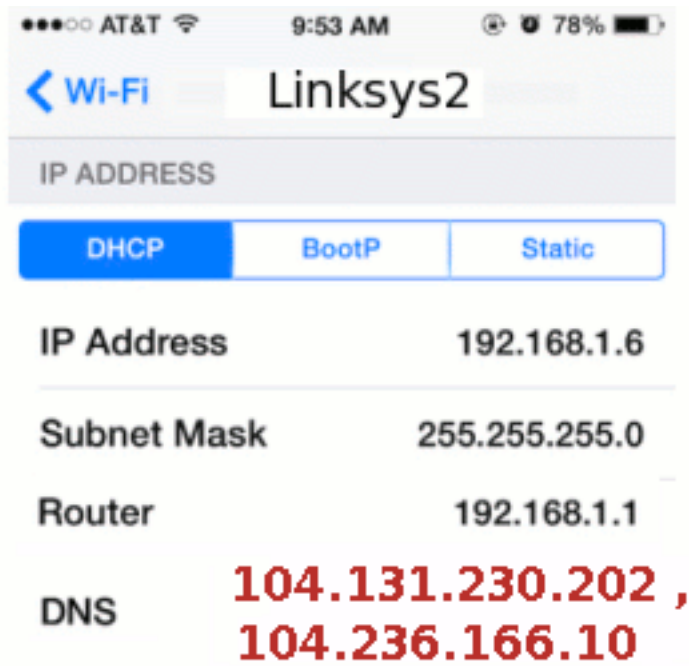 AT&T 9:53 AM 78%
Wi-Fi Linksys2
IP ADDRESS
DHCP BootP Static
IP Address 192.168.1.6
Subnet Mask 255.255.255.0
Router 192.168.1.1
DNS 104.131.230.202 ,
104.236.166.10